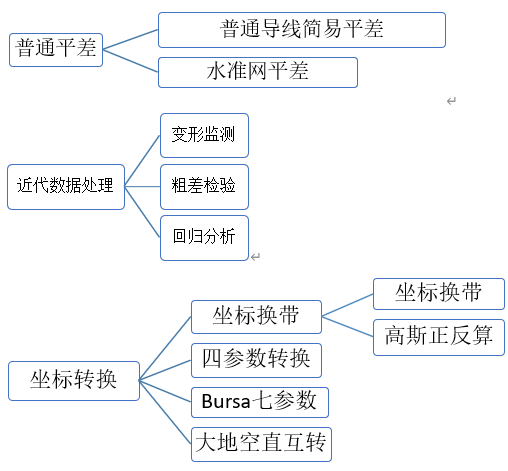 普通平差
普通导线简易平差
水准网平差
近代数据处理
变形监测
粗差检验
回归分析
坐标转换
坐标换带
坐标换带
高斯正反算
四参数转换
Bursa七参数
大地空直互转